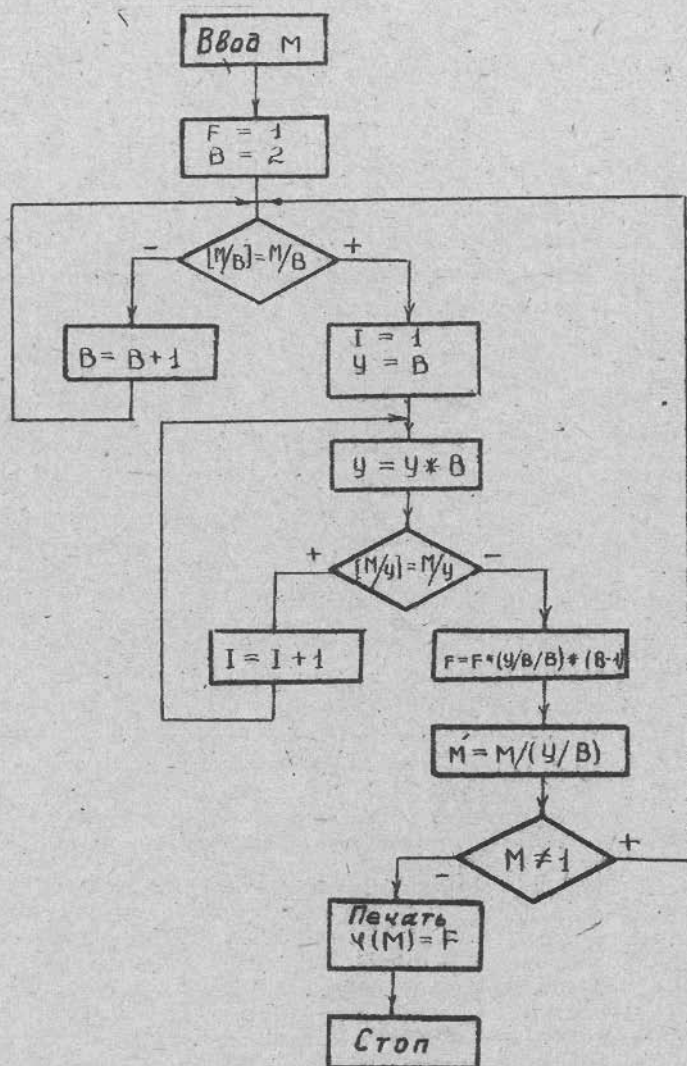 Ввод M
F = 1
B = 2
[M/B]=M/B
-
+
B = B+1
I = 1
y = B
y = y * B
[M/y]=M/y
+
-
I = I + 1
F=F*(y/B/B)*(B-1)
M' = M/(y/B)
M ≠ 1
-
+
Печать
φ(M)=F
Стоп